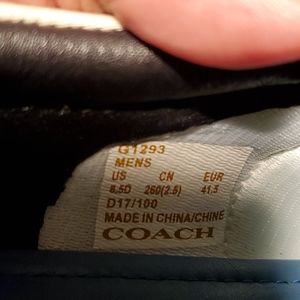 G1293
MENS
US CN EUR
8.5D 260(2.5) 41.5
D17/100
MADE IN CHINA/CHINE
COACH